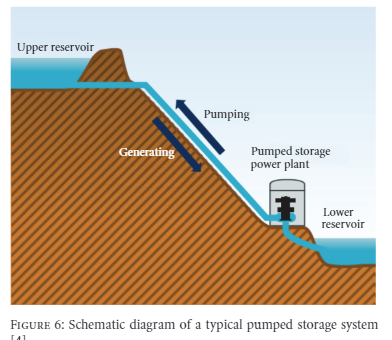 Upper reservoir
Pumping
Generating
Pumped storage
power plant
Lower
reservoir
FIGURE 6: Schematic diagram of a typical pumped storage system
[4]